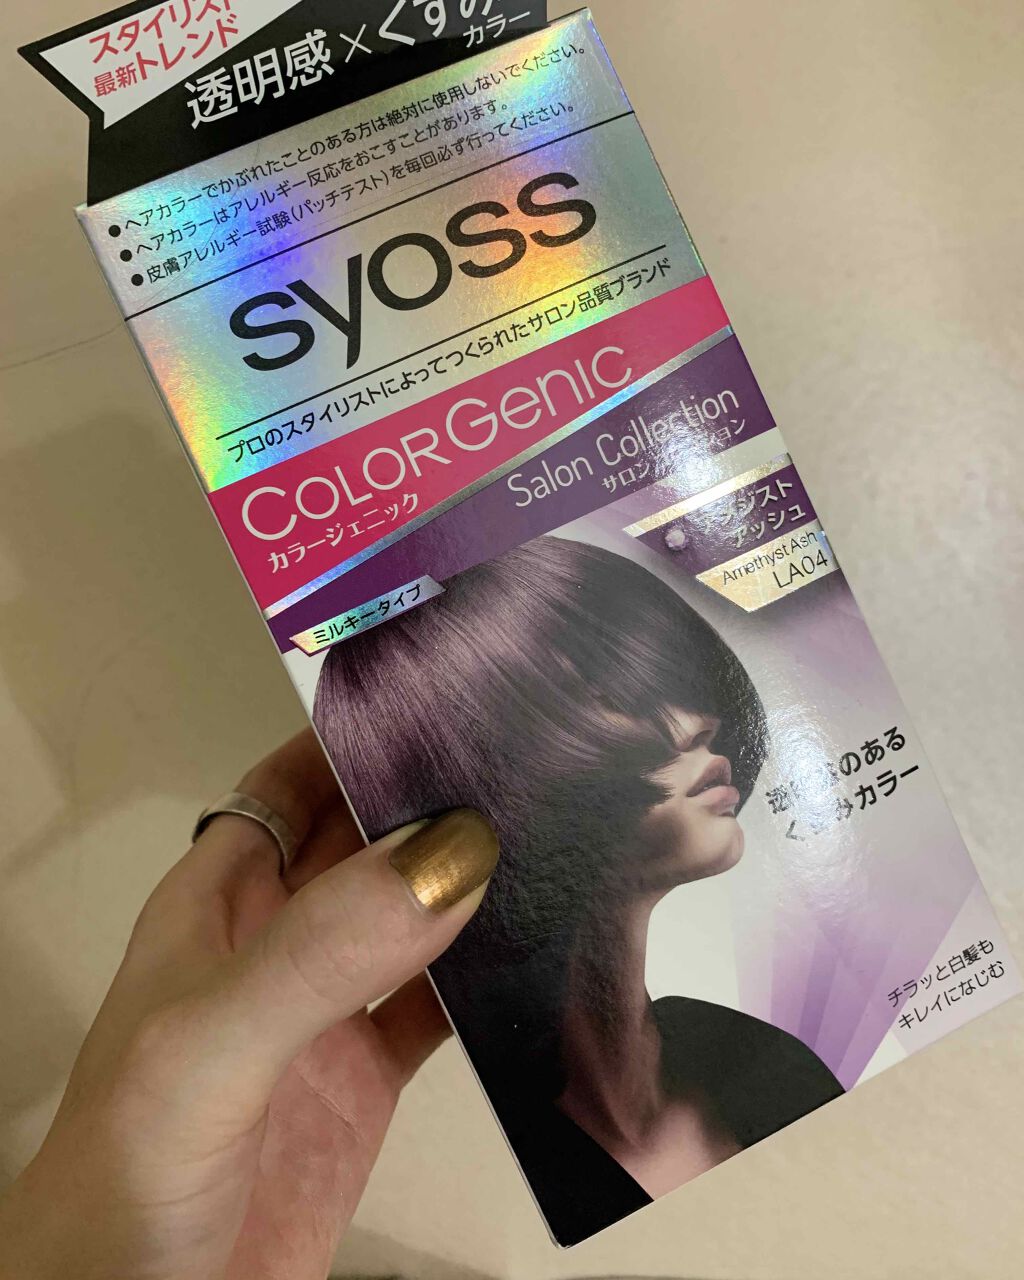 スタイリスト
最新トレンド
透明感×くすみ
カラー
●ヘアカラーでかぶれたことのある方は絶対に使用しないでください。
●ヘアカラーはアレルギー反応をおこすことがあります。
●皮膚アレルギー試験(パッチテスト)を毎回必ず行ってください。
syoss
プロのスタイリストによってつくられたサロン品質ブランド
COLORGenic
カラージェニック
Salon Collection
サロン
ミルキータイプ
アッシュ
Amethyst Ash
LA04
のある
カラー
チラッと白髪も
キレイになじむ